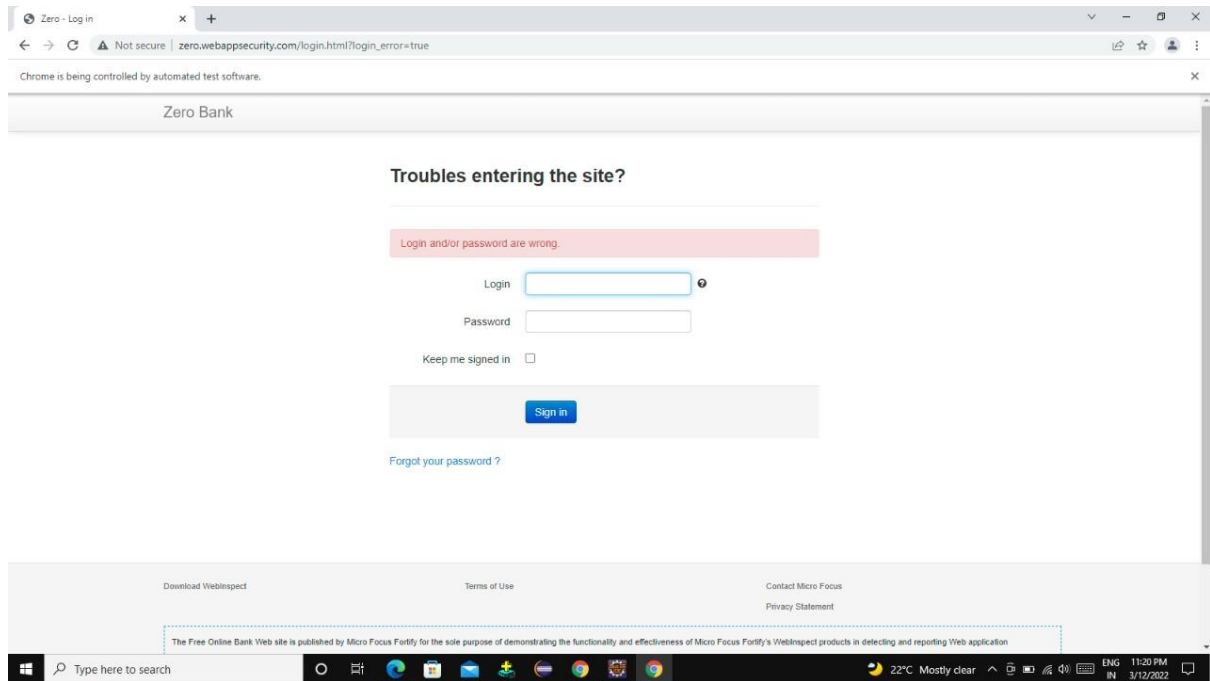 Zero - Log in
Not secure | zero.webappsecurity.com/login.html?login_error=true
Chrome is being controlled by automated test software.
Zero Bank
Troubles entering the site?
Login and/or password are wrong.
Login
Password
Keep me signed in
Sign in
Forgot your password ?
Download WebInspect
Terms of Use
Contact Micro Focus
Privacy Statement
The Free Online Bank Web site is published by Micro Focus Fortify for the sole purpose of demonstrating the functionality and effectiveness of Micro Focus Fortify's WebInspect products in detecting and reporting Web application
Type here to search
22°C Mostly clear
ENG
IN
11:20 PM
3/12/2022